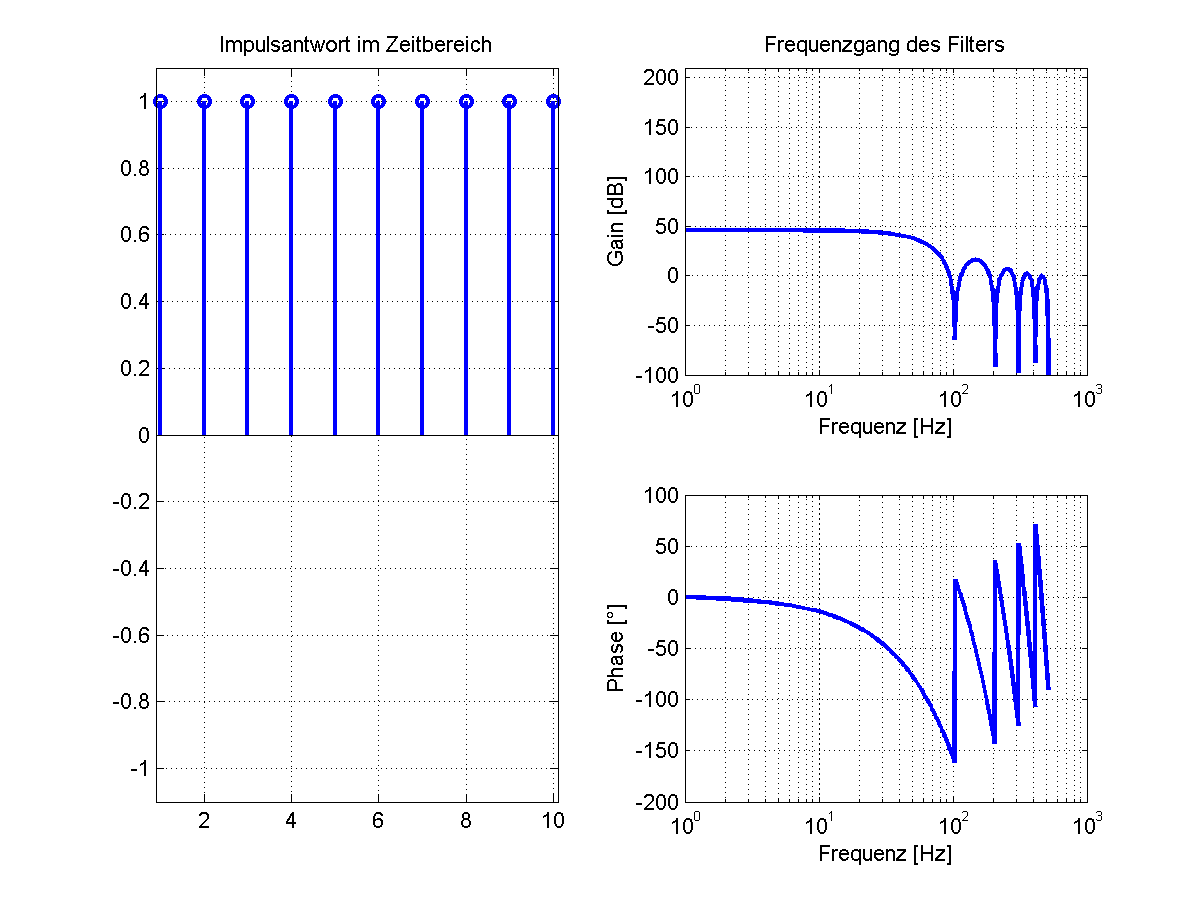 Impulsantwort im Zeitbereich
1
0.8
0.6
0.4
0.2
0
-0.2
-0.4
-0.6
-0.8
-1
2 4 6 8 10
Frequenzgang des Filters
Gain [dB]
200
150
100
50
0
-50
-100
10^0 10^1 10^2 10^3
Frequenz [Hz]
Phase [°]
100
50
0
-50
-100
-150
-200
10^0 10^1 10^2 10^3
Frequenz [Hz]